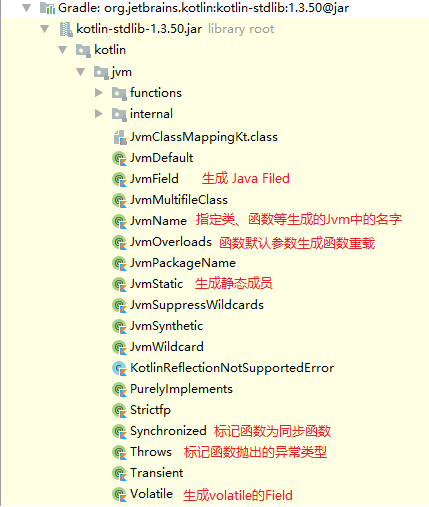 Gradle: org.jetbrains.kotlin:kotlin-stdlib:1.3.50@jar
kotlin-stdlib-1.3.50.jar library root
kotlin
jvm
functions
internal
JvmClassMappingKt.class
JvmDefault
JvmField 生成 Java Filed
JvmMultifileClass
JvmName 指定类、函数等生成的Jvm中的名字
JvmOverloads 函数默认参数生成函数重载
JvmPackageName
JvmStatic 生成静态成员
JvmSuppressWildcards
JvmSynthetic
JvmWildcard
KotlinReflectionNotSupportedError
PurelyImplements
Strictfp
Synchronized 标记函数为同步函数
Throws 标记函数抛出的异常类型
Transient
Volatile 生成volatile的Field